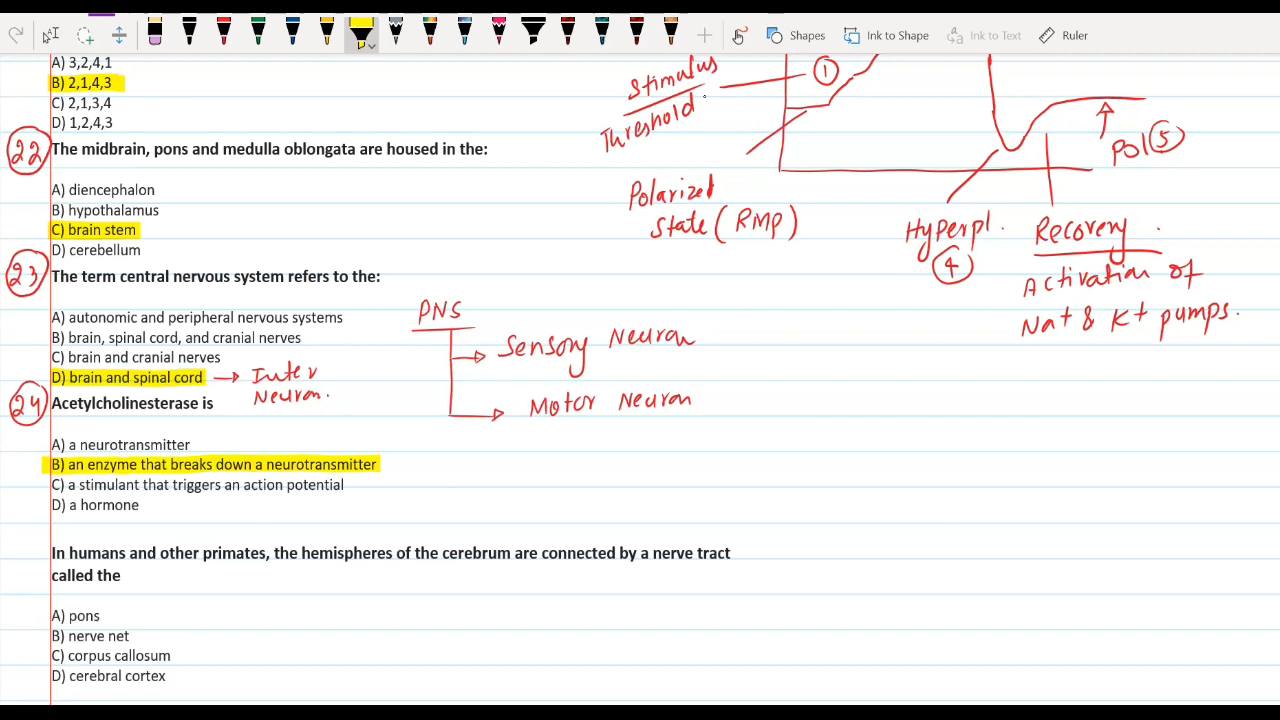 Shapes
Ink to Shape
Ink to Text
Ruler
A) 3,2,4,1
B) 2,1,4,3
C) 2,1,3,4
D) 1,2,4,3
22 The midbrain, pons and medulla oblongata are housed in the:
A) diencephalon
B) hypothalamus
C) brain stem
D) cerebellum
23 The term central nervous system refers to the:
A) autonomic and peripheral nervous systems
B) brain, spinal cord, and cranial nerves
C) brain and cranial nerves
D) brain and spinal cord
Inter
Neuron.
24 Acetylcholinesterase is
A) a neurotransmitter
B) an enzyme that breaks down a neurotransmitter
C) a stimulant that triggers an action potential
D) a hormone
In humans and other primates, the hemispheres of the cerebrum are connected by a nerve tract
called the
A) pons
B) nerve net
C) corpus callosum
D) cerebral cortex
PNS
Sensory Neuron
Motor Neuron
Stimulus
Threshold
1
Polarized
State (RMP)
Hyperpl.
4
Recovery.
Activation of
Na+ & K+ pumps.
Pol 5